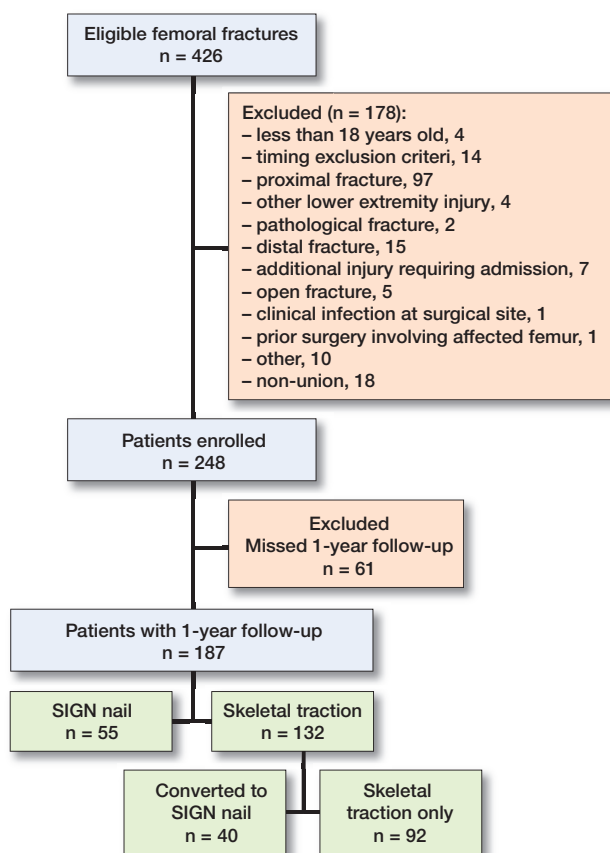 Eligible femoral fractures
n = 426
Excluded (n = 178):
– less than 18 years old, 4
– timing exclusion criteri, 14
– proximal fracture, 97
– other lower extremity injury, 4
– pathological fracture, 2
– distal fracture, 15
– additional injury requiring admission, 7
– open fracture, 5
– clinical infection at surgical site, 1
– prior surgery involving affected femur, 1
– other, 10
– non-union, 18
Patients enrolled
n = 248
Excluded
Missed 1-year follow-up
n = 61
Patients with 1-year follow-up
n = 187
SIGN nail
n = 55
Skeletal traction
n = 132
Converted to
SIGN nail
n = 40
Skeletal
traction only
n = 92